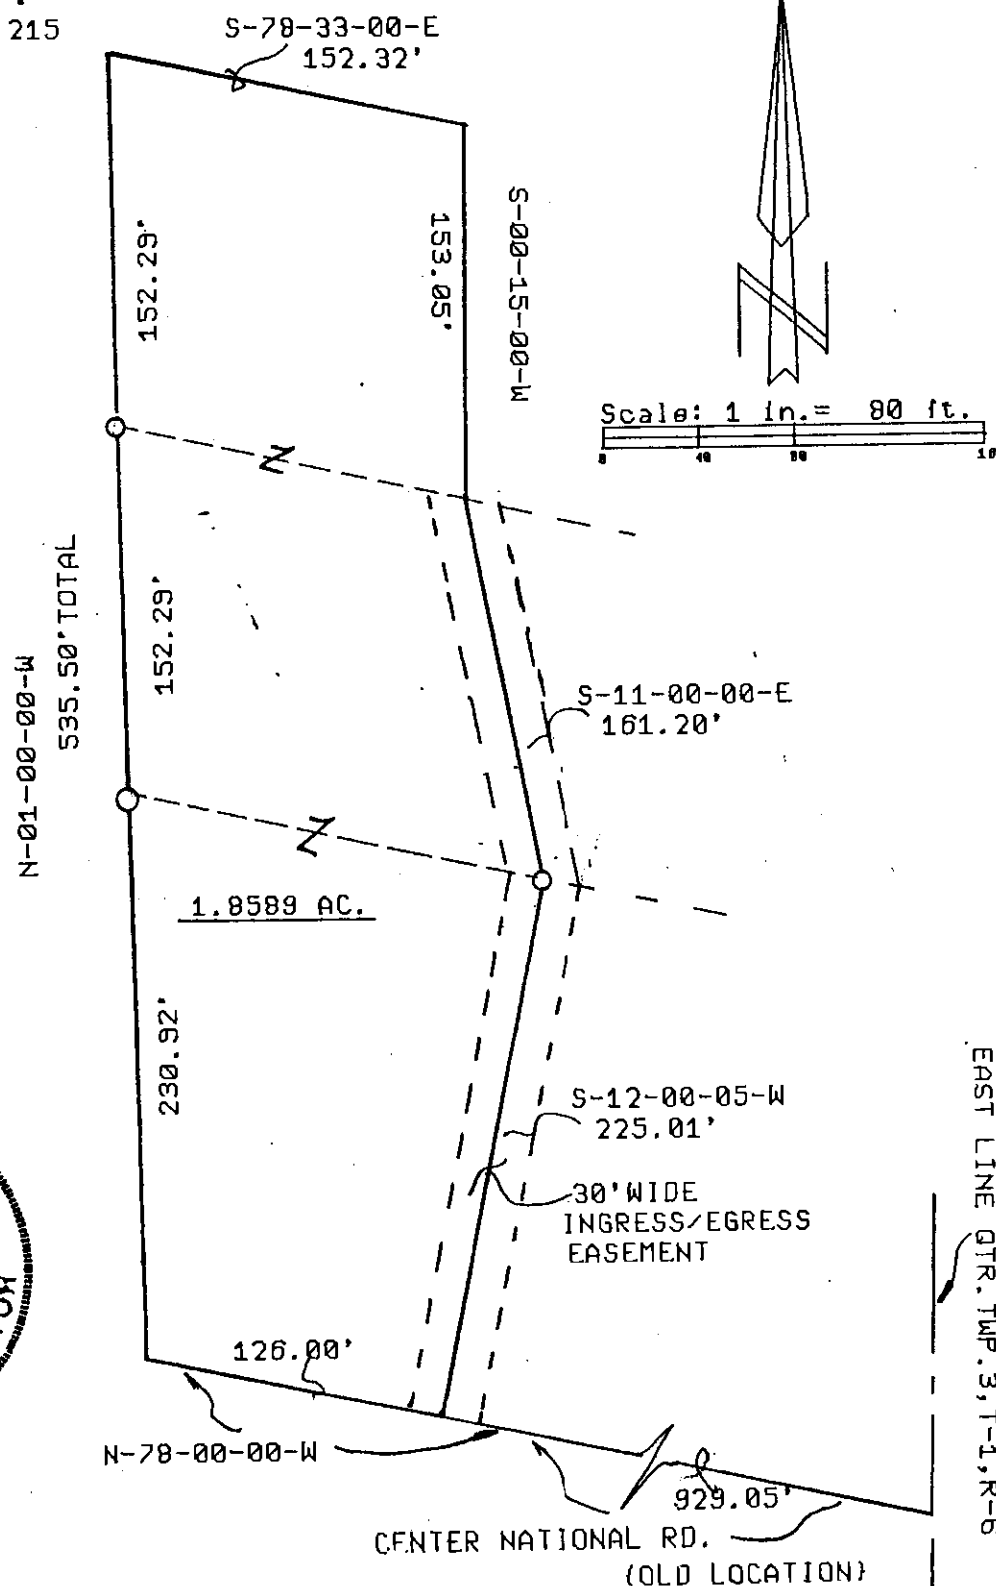 215
S-78-33-00-E
152.32'
152.29'
153.05'
S-00-15-00-W
N
Scale: 1 in.= 80 ft.
0 40 80
N
N-01-00-00-W
535.50' TOTAL
152.29'
S-11-00-00-E
161.20'
N
1.8589 AC.
230.92'
S-12-00-05-W
225.01'
30' WIDE
INGRESS/EGRESS
EASEMENT
EAST LINE QTR. TWP.3, T-1, R-6
126.00'
N-78-00-00-W
929.05'
CENTER NATIONAL RD.
(OLD LOCATION)